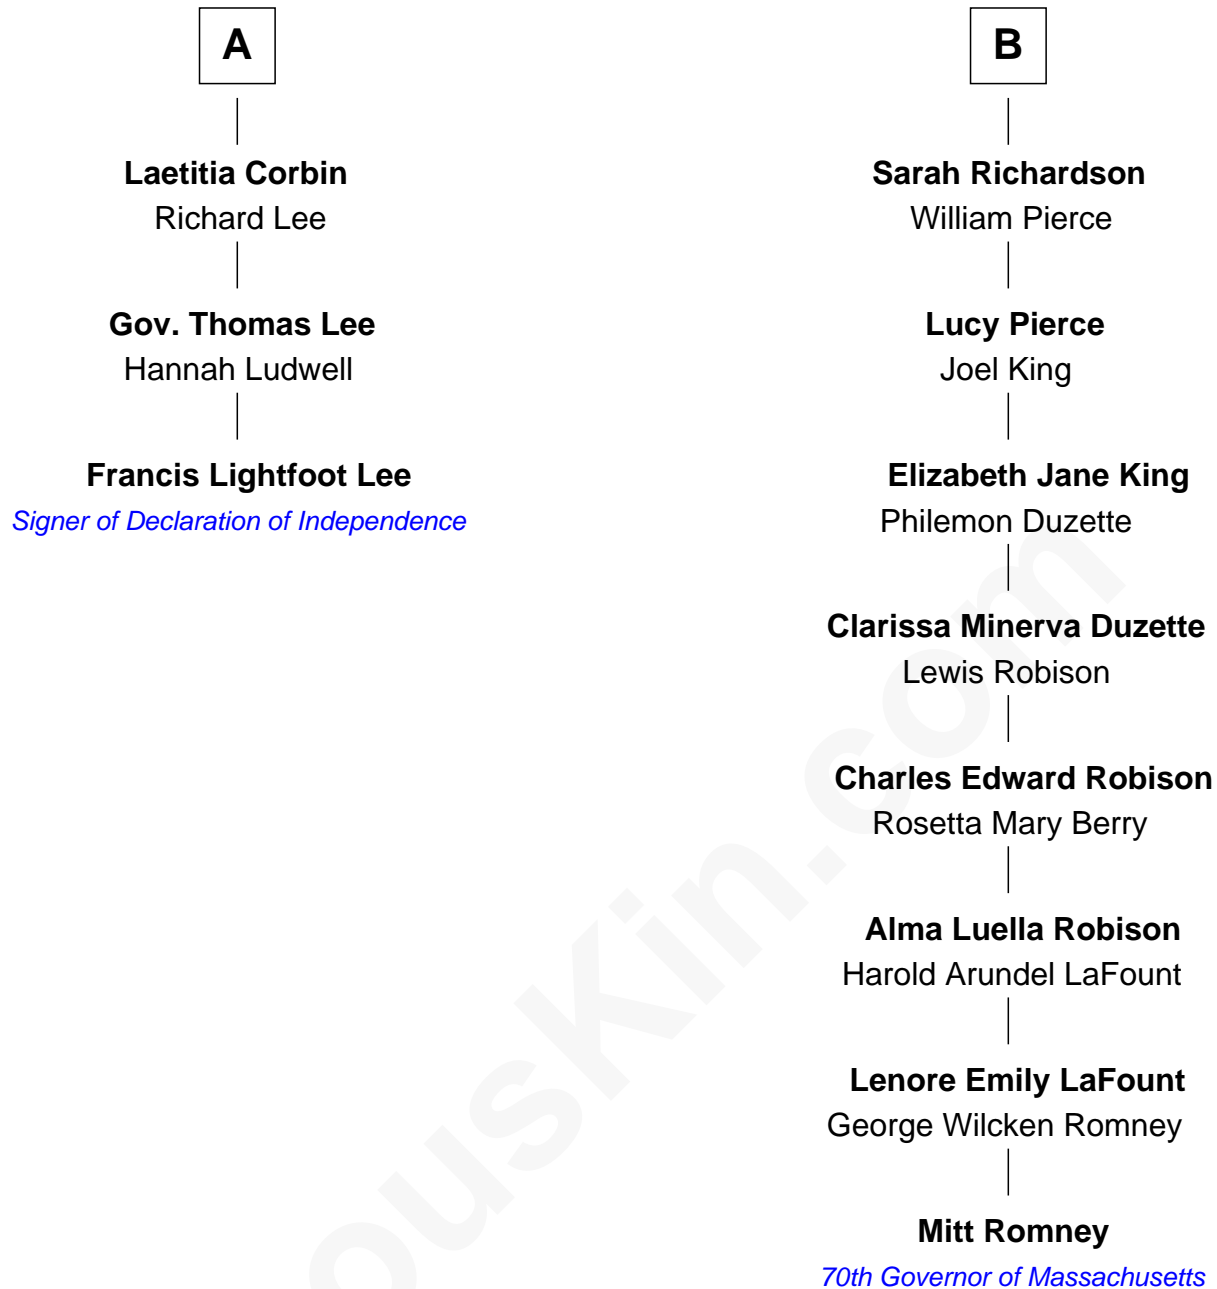 A
Laetitia Corbin
Richard Lee
Gov. Thomas Lee
Hannah Ludwell
Francis Lightfoot Lee
Signer of Declaration of Independence
B
Sarah Richardson
William Pierce
Lucy Pierce
Joel King
Elizabeth Jane King
Philemon Duzette
Clarissa Minerva Duzette
Lewis Robison
Charles Edward Robison
Rosetta Mary Berry
Alma Luella Robison
Harold Arundel LaFount
Lenore Emily LaFount
George Wilcken Romney
Mitt Romney
70th Governor of Massachusetts
ousKin.com